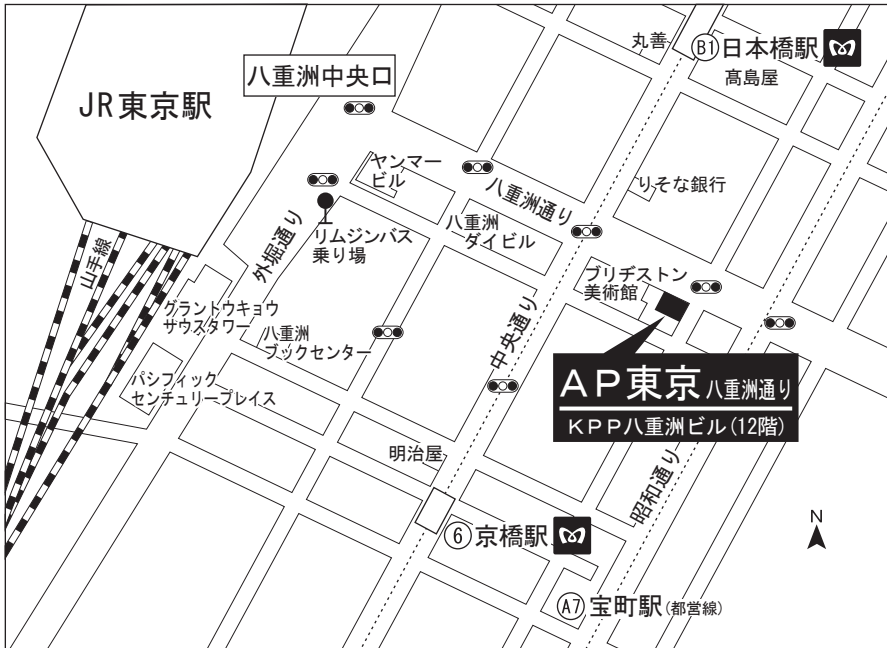 丸善
B1 日本橋駅
髙島屋
八重洲中央口
JR東京駅
ヤンマー
ビル
八重洲通り
りそな銀行
外堀通り
リムジンバス
乗り場
八重洲
ダイビル
山手線
ブリヂストン
美術館
グラントウキョウ
サウスタワー
八重洲
ブックセンター
中央通り
パシフィック
センチュリープレイス
AP東京 八重洲通り
KPP八重洲ビル(12階)
明治屋
昭和通り
6 京橋駅
N
A7 宝町駅(都営線)